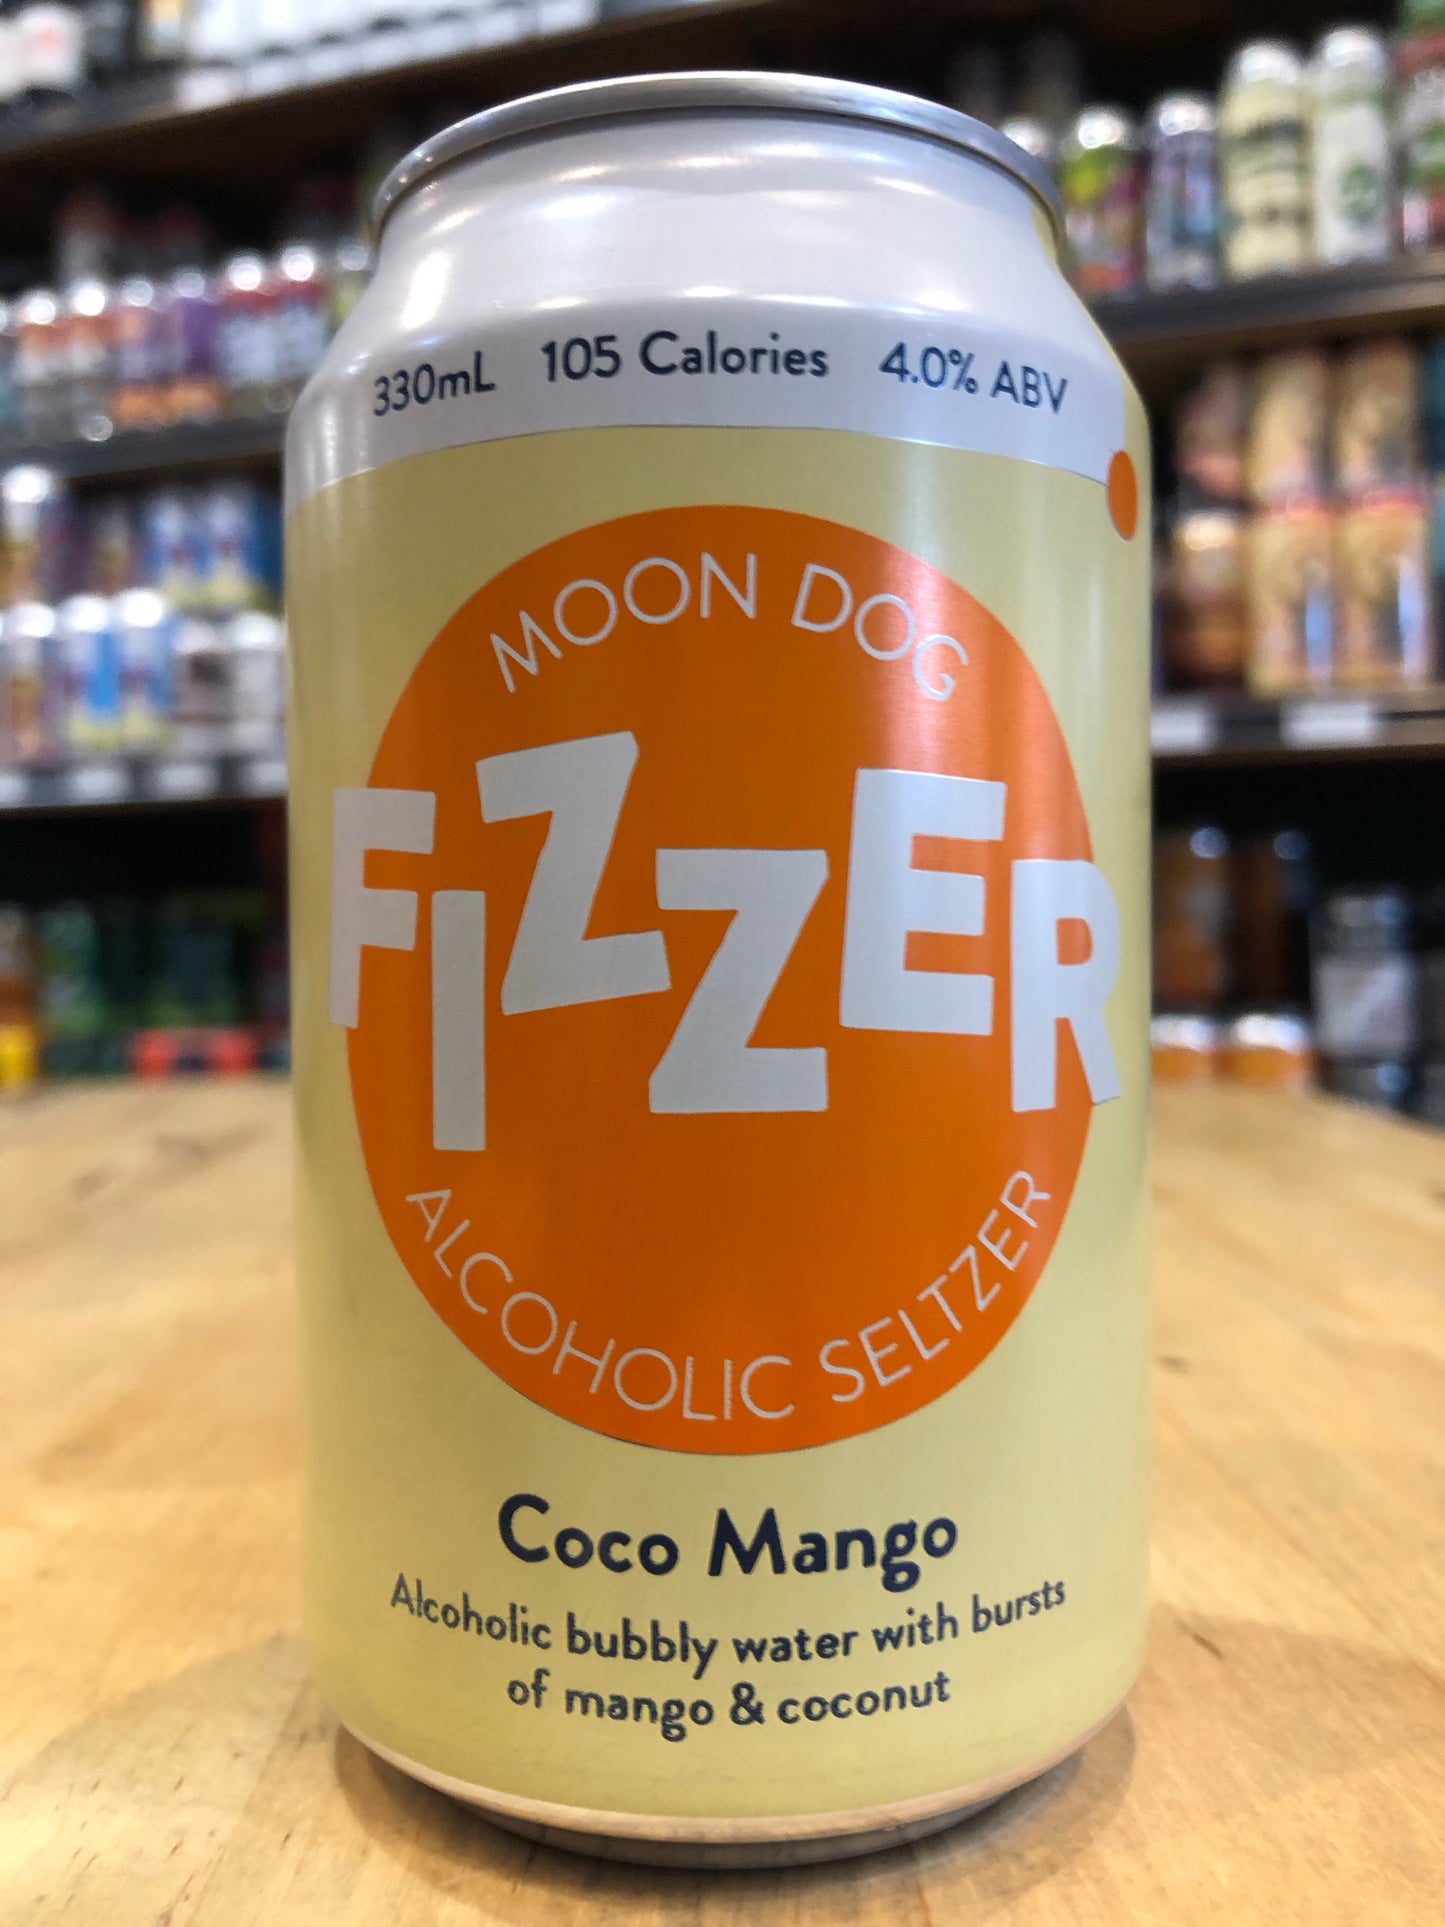 330mL 105 Calories 4.0% ABV
MOON DOG
FIZZER
ALCOHOLIC SELTZER
Coco Mango
Alcoholic bubbly water with bursts
of mango & coconut